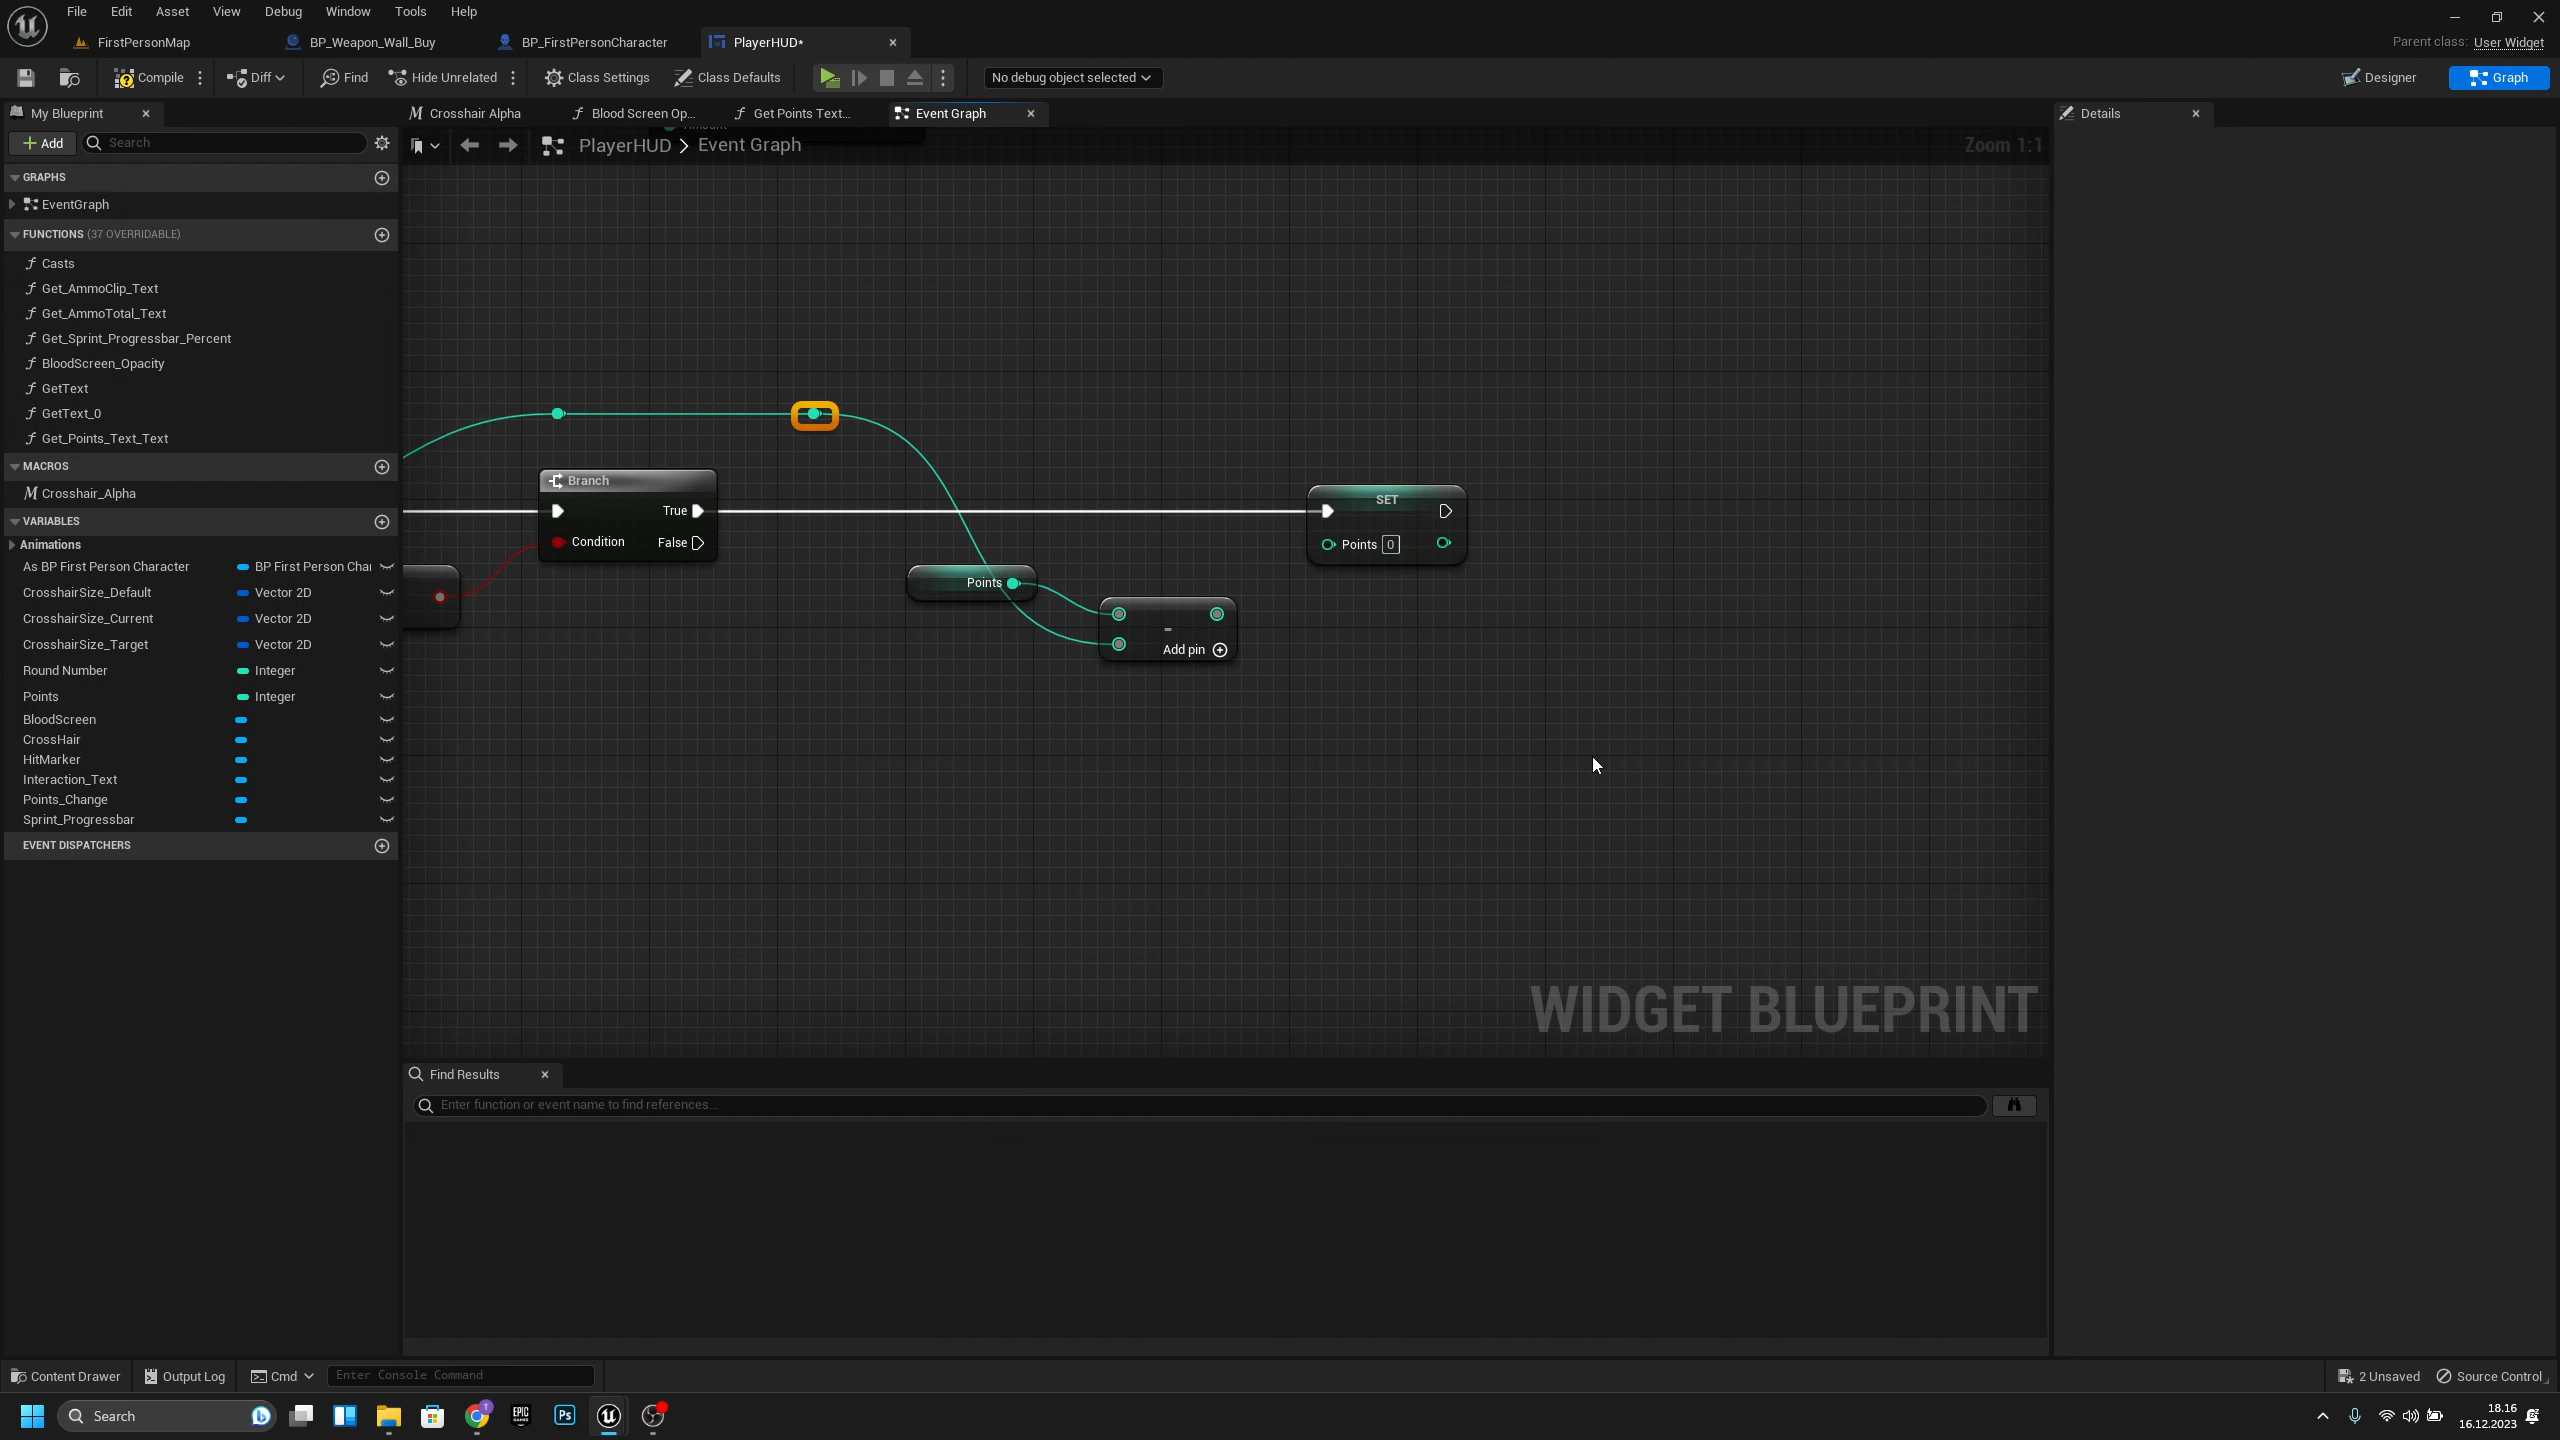 File Edit Asset View Debug Window Tools Help
FirstPersonMap BP_Weapon_Wall_Buy BP_FirstPersonCharacter PlayerHUD*
Parent class: User Widget
Compile Diff Find Hide Unrelated Class Settings Class Defaults No debug object selected Designer Graph
My Blueprint
Crosshair Alpha Blood Screen Op... Get Points Text... Event Graph
Details
Add Search
PlayerHUD > Event Graph
Zoom 1:1
GRAPHS
EventGraph
FUNCTIONS (37 OVERRIDABLE)
Casts
Get_AmmoClip_Text
Get_AmmoTotal_Text
Get_Sprint_Progressbar_Percent
BloodScreen_Opacity
GetText
GetText_0
Get_Points_Text_Text
MACROS
Crosshair_Alpha
VARIABLES
Animations
As BP First Person Character BP First Person Cha
CrosshairSize_Default Vector 2D
CrosshairSize_Current Vector 2D
CrosshairSize_Target Vector 2D
Round Number Integer
Points Integer
BloodScreen
CrossHair
HitMarker
Interaction_Text
Points_Change
Sprint_Progressbar
EVENT DISPATCHERS
Branch
True
Condition False
Points
-
Add pin
SET
Points 0
WIDGET BLUEPRINT
Find Results
Enter function or event name to find references...
Content Drawer Output Log Cmd Enter Console Command
2 Unsaved Source Control
Search
EPIC GAMES
Ps
18.16
16.12.2023